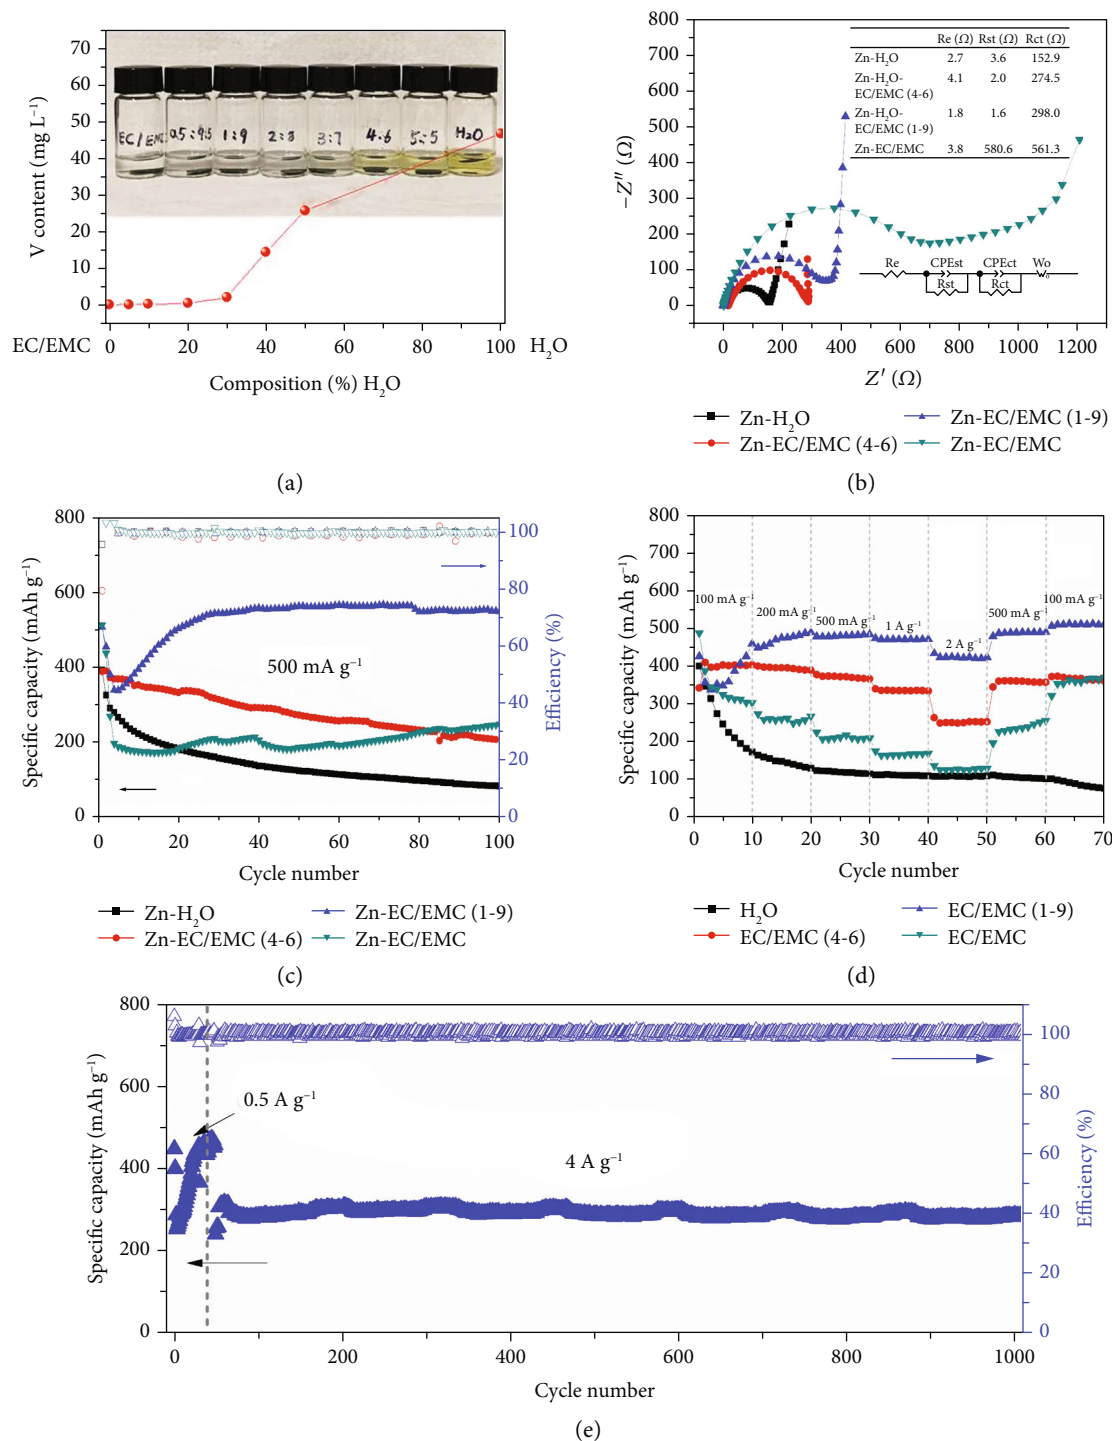 70
60
50
40
30
20
10
0
V content (mg L⁻¹)
EC/EMC 0.5:9.5 1:9 2:8 3:7 4:6 5:5 H₂O
0 20 40 60 80 100
EC/EMC H₂O
Composition (%) H₂O
(a)
800
700
600
500
400
300
200
100
0
−Z″ (Ω)
Re (Ω) Rst (Ω) Rct (Ω)
Zn-H₂O 2.7 3.6 152.9
Zn-H₂O- 4.1 2.0 274.5
EC/EMC (4-6)
Zn-H₂O- 1.8 1.6 298.0
EC/EMC (1-9)
Zn-EC/EMC 3.8 580.6 561.3
Re CPEst CPEct Wo
Rst Rct
0 200 400 600 800 1000 1200
Z′ (Ω)
Zn-H₂O Zn-EC/EMC (1-9)
Zn-EC/EMC (4-6) Zn-EC/EMC
(b)
800
600
400
200
0
Specific capacity (mAh g⁻¹)
500 mA g⁻¹
100
80
60
40
20
0
Efficiency (%)
0 20 40 60 80 100
Cycle number
Zn-H₂O Zn-EC/EMC (1-9)
Zn-EC/EMC (4-6) Zn-EC/EMC
(c)
800
700
600
500
400
300
200
100
0
Specific capacity (mAh g⁻¹)
100 mA g⁻¹ 200 mA g⁻¹ 500 mA g⁻¹ 1 A g⁻¹ 2 A g⁻¹ 500 mA g⁻¹ 100 mA g⁻¹
0 10 20 30 40 50 60 70
Cycle number
H₂O EC/EMC (1-9)
EC/EMC (4-6) EC/EMC
(d)
800
600
400
200
0
Specific capacity (mAh g⁻¹)
0.5 A g⁻¹
4 A g⁻¹
100
80
60
40
20
0
Efficiency (%)
0 200 400 600 800 1000
Cycle number
(e)